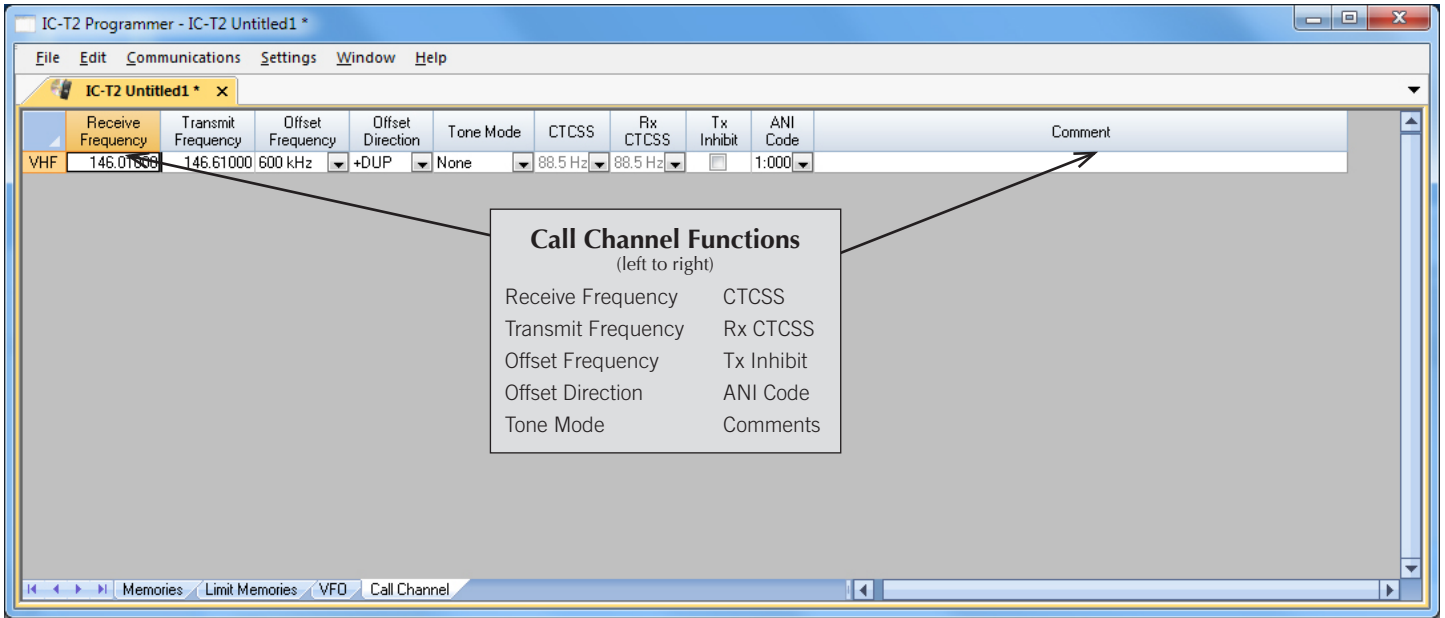 IC-T2 Programmer - IC-T2 Untitled1 *
File Edit Communications Settings Window Help
IC-T2 Untitled1 * x
Receive Frequency Transmit Frequency Offset Frequency Offset Direction Tone Mode CTCSS Rx CTCSS Tx Inhibit ANI Code Comment
VHF 146.01000 146.61000 600 kHz +DUP None 88.5 Hz 88.5 Hz 1:000
Call Channel Functions
(left to right)
Receive Frequency CTCSS
Transmit Frequency Rx CTCSS
Offset Frequency Tx Inhibit
Offset Direction ANI Code
Tone Mode Comments
Memories Limit Memories VFO Call Channel